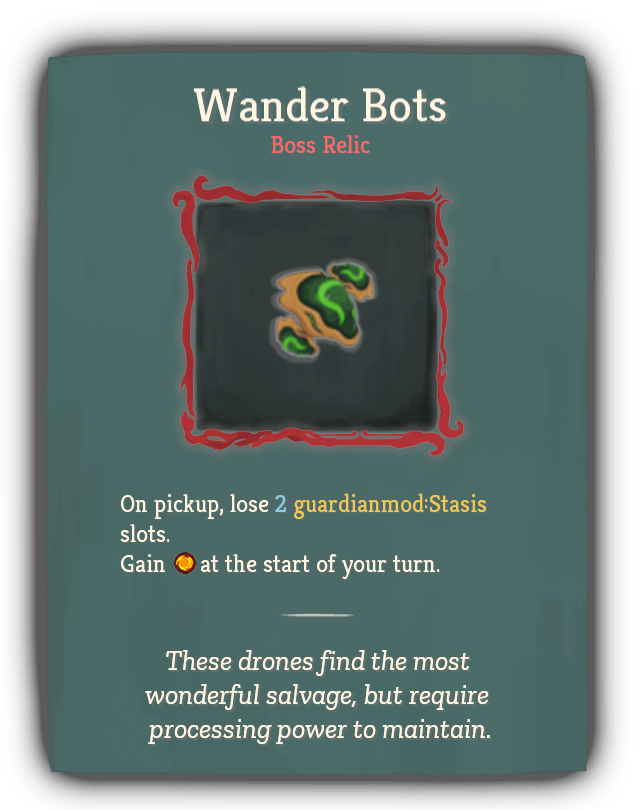 Wander Bots
Boss Relic
On pickup, lose 2 guardianmod:Stasis
slots.
Gain at the start of your turn.
These drones find the most
wonderful salvage, but require
processing power to maintain.